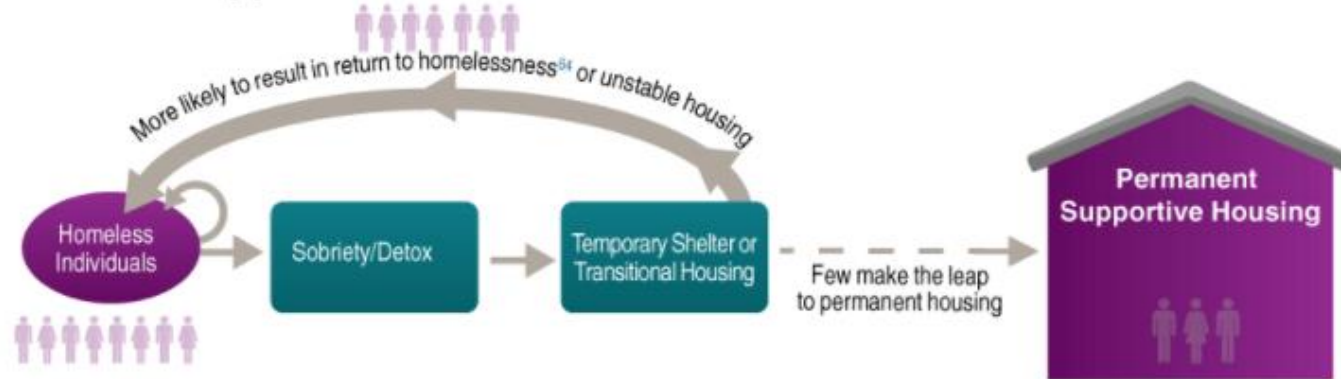 More likely to result in return to homelessness⁶⁴ or unstable housing
Homeless
Individuals
Sobriety/Detox
Temporary Shelter or
Transitional Housing
Few make the leap
to permanent housing
Permanent
Supportive Housing